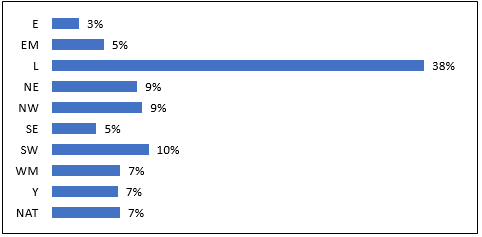 E 3%
EM 5%
L 38%
NE 9%
NW 9%
SE 5%
SW 10%
WM 7%
Y 7%
NAT 7%